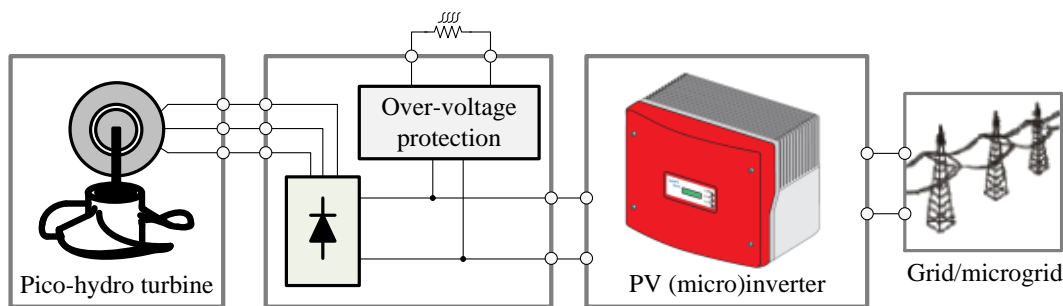 Over-voltage
protection
Pico-hydro turbine
PV (micro)inverter
Grid/microgrid